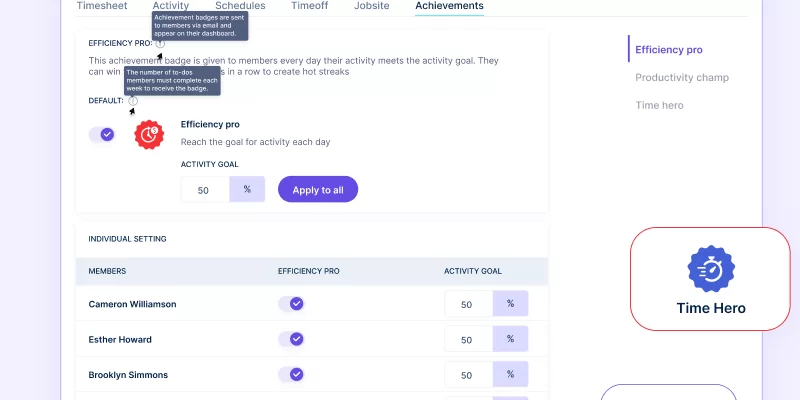 Timesheet Activity Schedules Timeoff Jobsite Achievements
Achievement badges are sent
to members via email and
appear on their dashboard.
EFFICIENCY PRO:
This achievement badge is given to members every day their activity meets the activity goal. They
can win in a row to create hot streaks
The number of to-dos
members must complete each
week to receive the badge.
DEFAULT:
Efficiency pro
Reach the goal for activity each day
ACTIVITY GOAL
50 % Apply to all
INDIVIDUAL SETTING
MEMBERS EFFICIENCY PRO ACTIVITY GOAL
Cameron Williamson 50 %
Esther Howard 50 %
Brooklyn Simmons 50 %
Efficiency pro
Productivity champ
Time hero
Time Hero